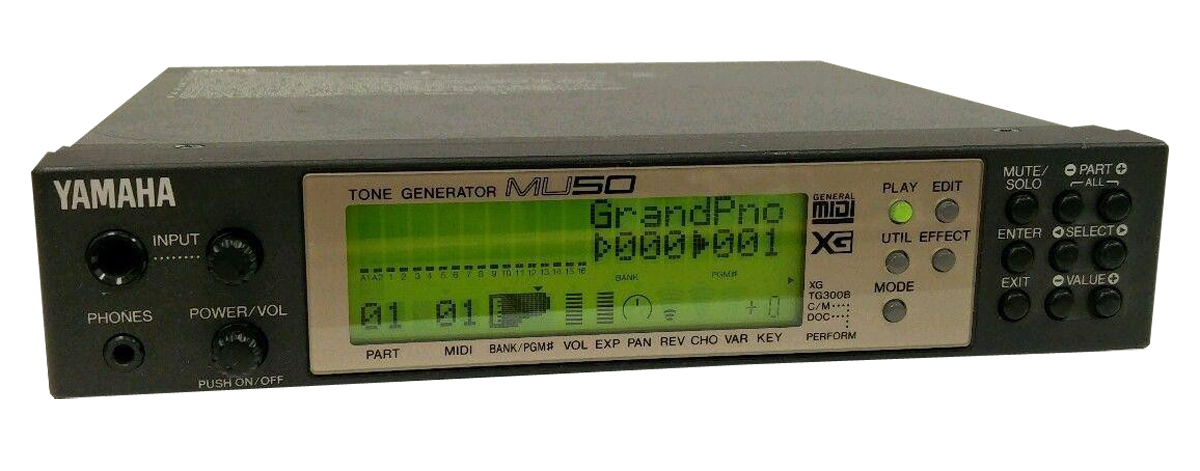 YAMAHA
YAMAHA
INPUT
PHONES
POWER/VOL
PUSH ON/OFF
TONE GENERATOR MU50
GrandPno
000 001
A1 A2 1 2 3 4 5 6 7 8 9 10 11 12 13 14 15 16
BANK PGM#
01 01 +0
PART MIDI BANK/PGM# VOL EXP PAN REV CHO VAR KEY
GENERAL
MIDI
XG
XG
TG300B
C/M
DOC
PERFORM
PLAY EDIT
UTIL EFFECT
MODE
MUTE/
SOLO
PART
ALL
ENTER SELECT
EXIT VALUE